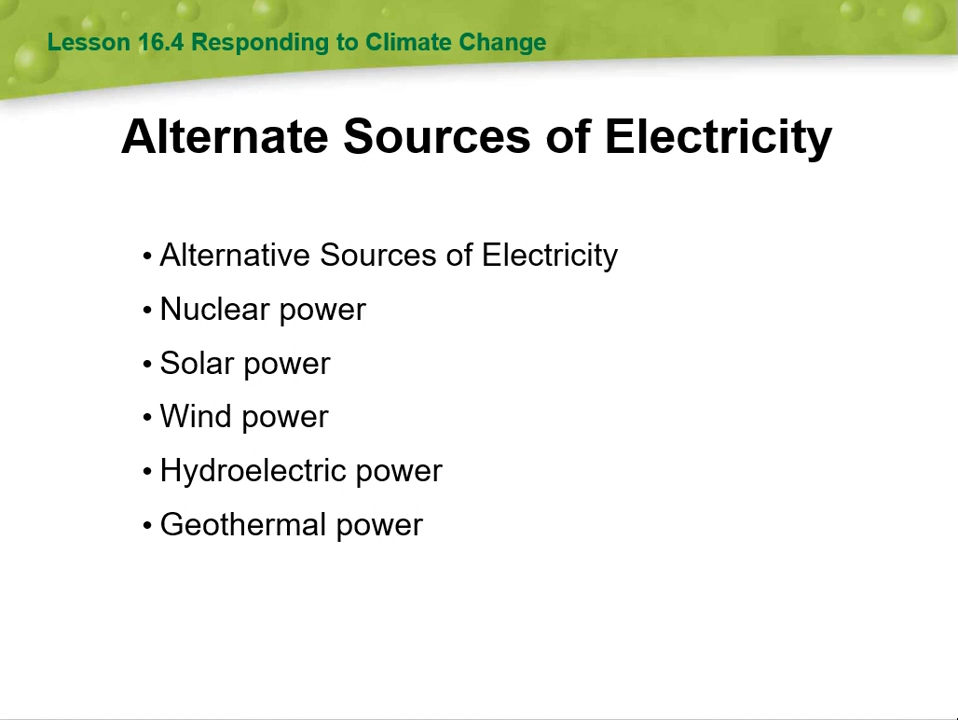 Lesson 16.4 Responding to Climate Change
Alternate Sources of Electricity
• Alternative Sources of Electricity
• Nuclear power
• Solar power
• Wind power
• Hydroelectric power
• Geothermal power